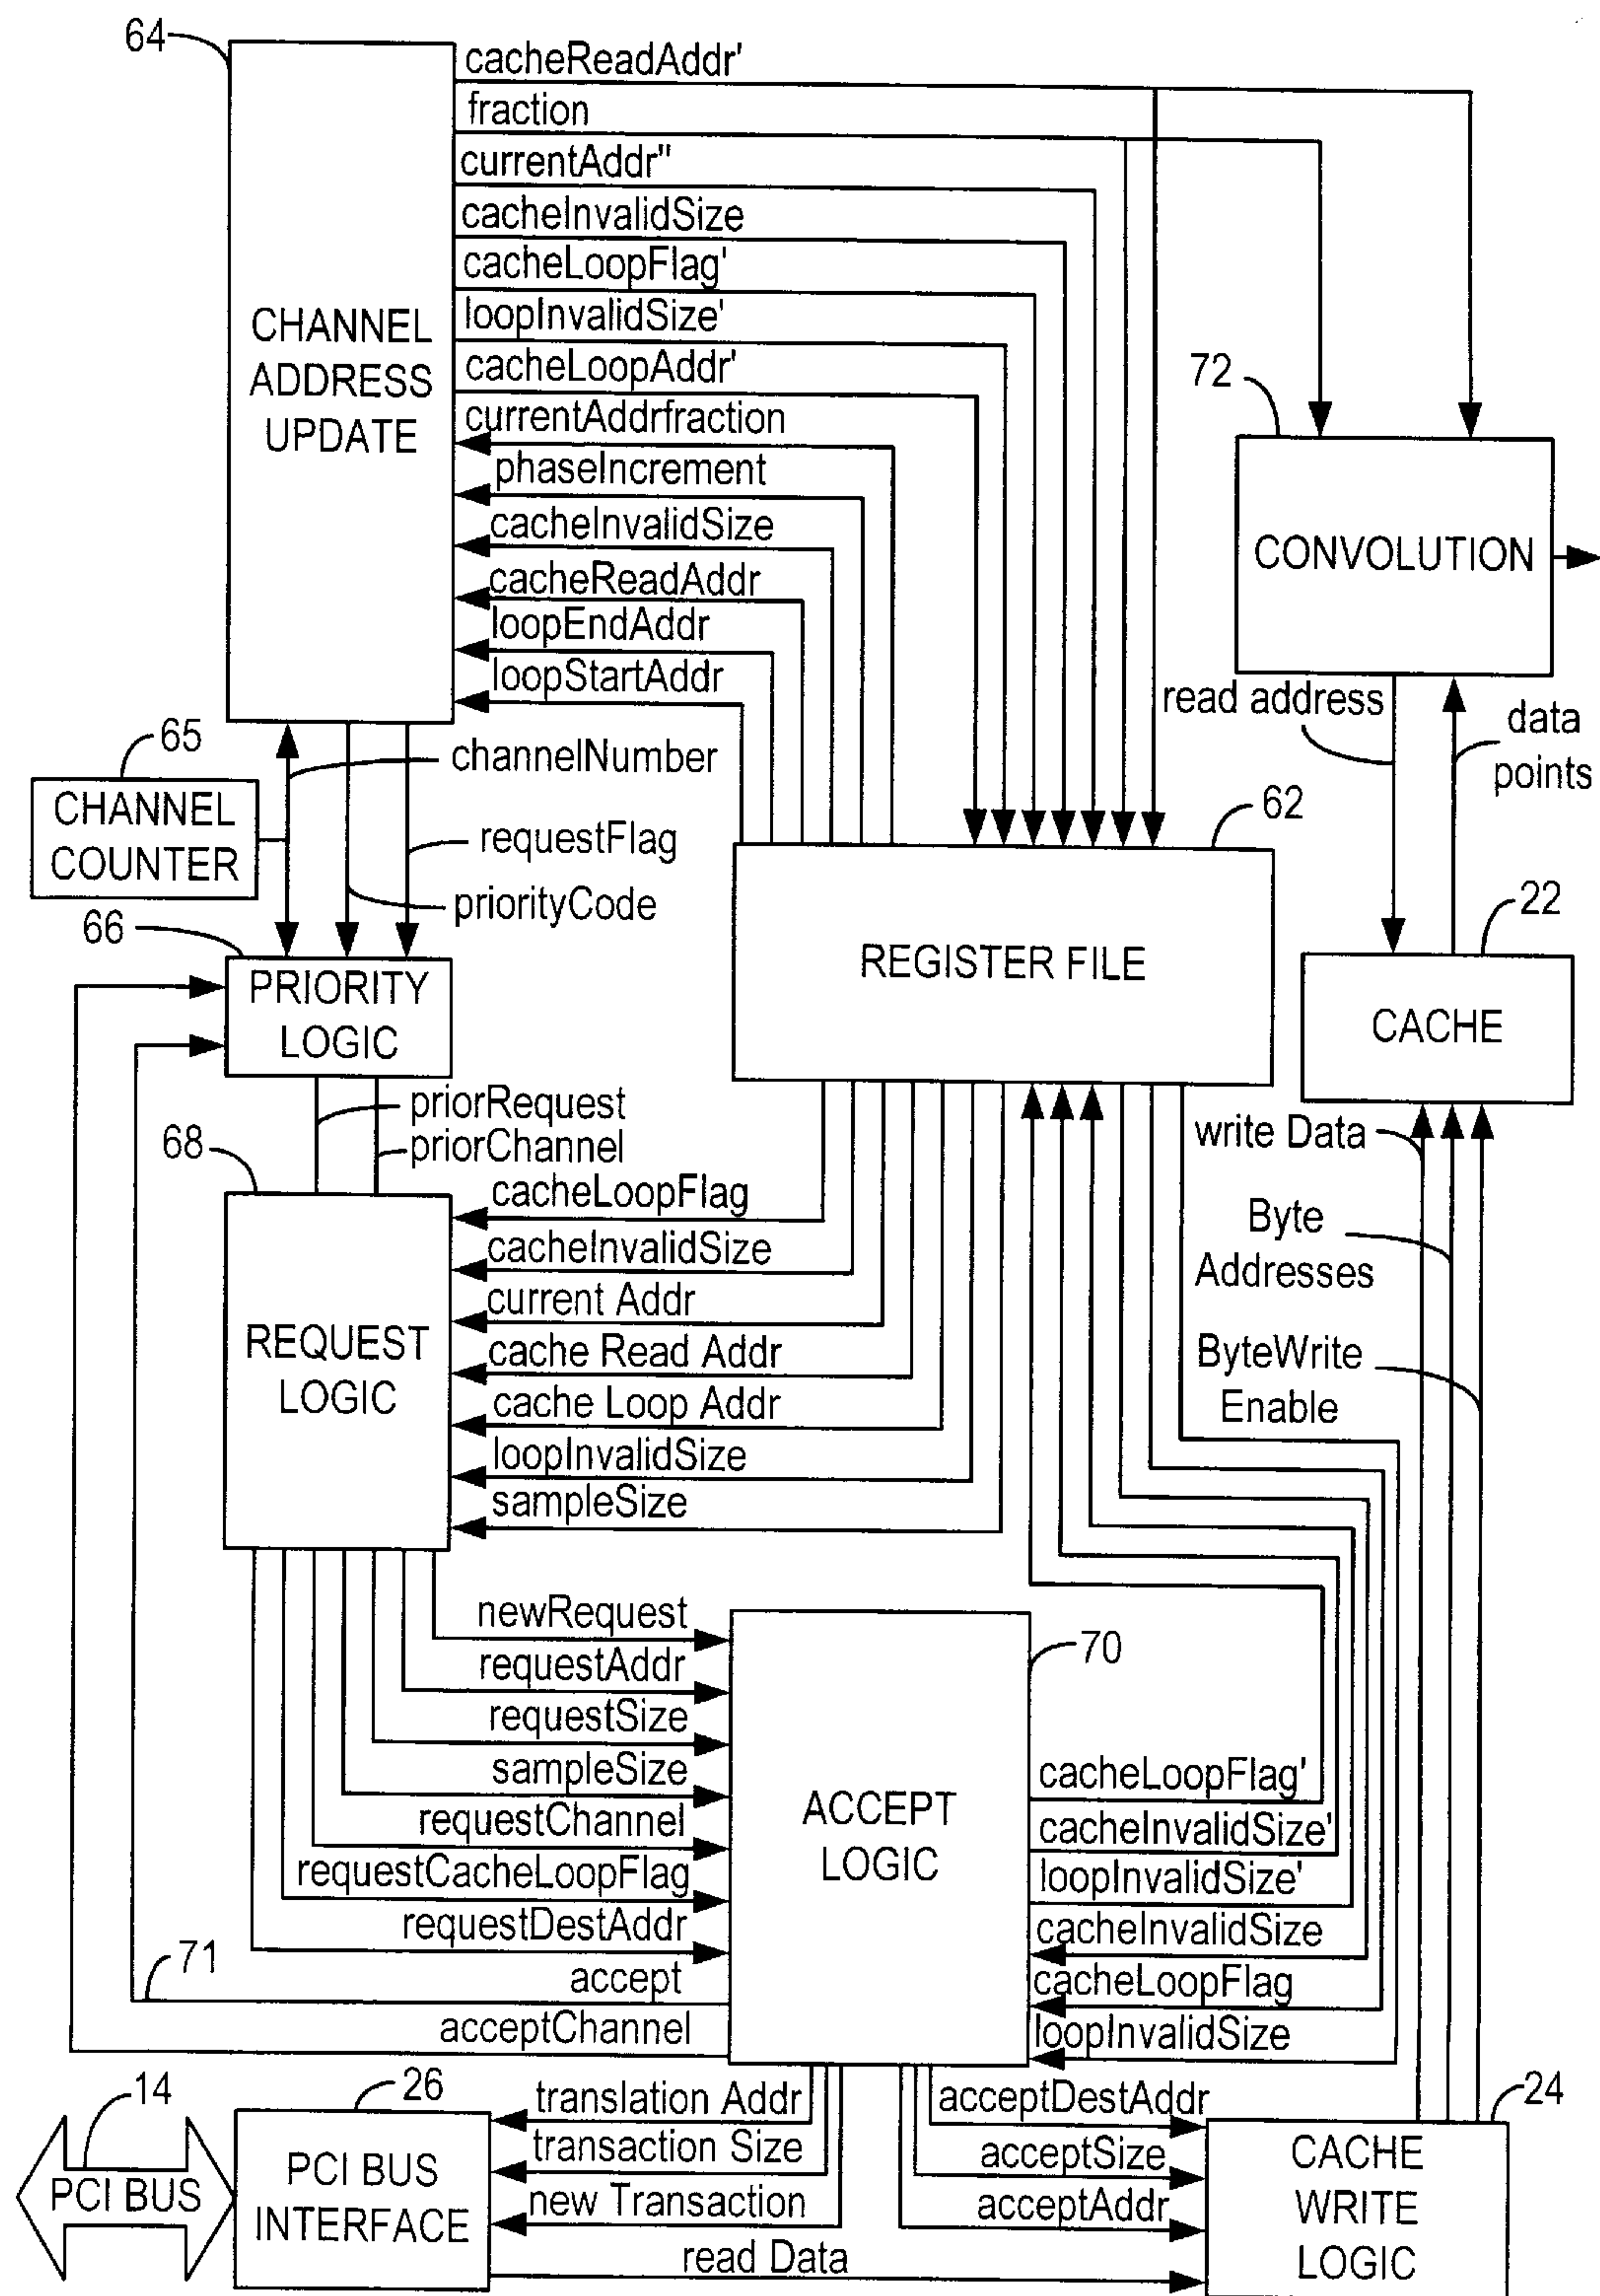 64
cacheReadAddr'
fraction
currentAddr"
cacheInvalidSize
cacheLoopFlag'
loopInvalidSize'
cacheLoopAddr'
currentAddrfraction
phaseIncrement
cacheInvalidSize
cacheReadAddr
loopEndAddr
loopStartAddr
CHANNEL
ADDRESS
UPDATE
72
CONVOLUTION
read address
data
points
65
CHANNEL
COUNTER
channelNumber
requestFlag
priorityCode
62
REGISTER FILE
22
CACHE
66
PRIORITY
LOGIC
priorRequest
priorChannel
68
REQUEST
LOGIC
cacheLoopFlag
cacheInvalidSize
current Addr
cache Read Addr
cache Loop Addr
loopInvalidSize
sampleSize
write Data
Byte
Addresses
ByteWrite
Enable
newRequest
requestAddr
requestSize
sampleSize
requestChannel
requestCacheLoopFlag
requestDestAddr
accept
71
acceptChannel
70
ACCEPT
LOGIC
cacheLoopFlag'
cacheInvalidSize'
loopInvalidSize'
cacheInvalidSize
cacheLoopFlag
loopInvalidSize
14
PCI BUS
26
PCI BUS
INTERFACE
translation Addr
transaction Size
new Transaction
read Data
acceptDestAddr
acceptSize
acceptAddr
24
CACHE
WRITE
LOGIC